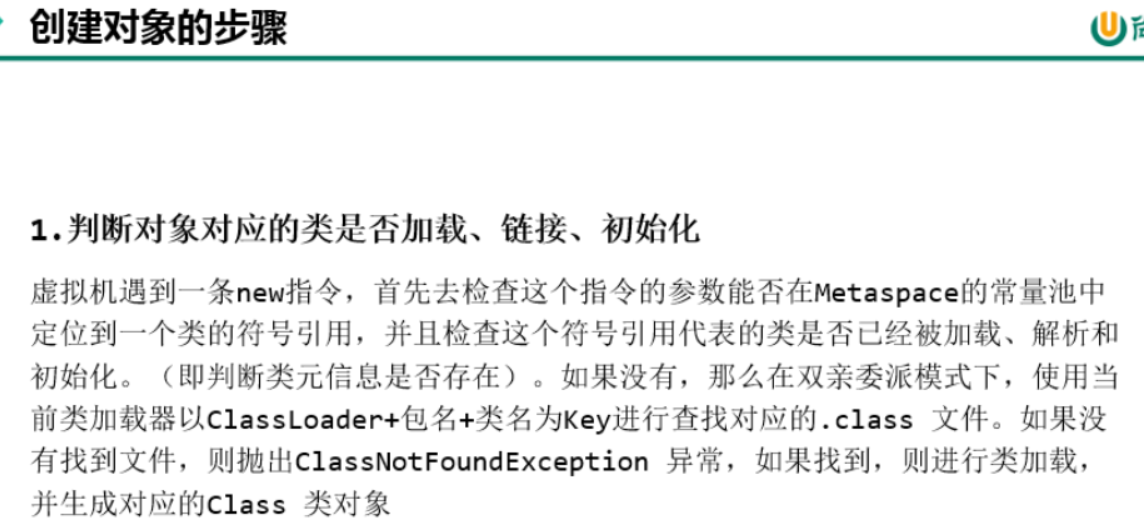 创建对象的步骤
1.判断对象对应的类是否加载、链接、初始化
虚拟机遇到一条new指令，首先去检查这个指令的参数能否在Metaspace的常量池中
定位到一个类的符号引用，并且检查这个符号引用代表的类是否已经被加载、解析和
初始化。（即判断类元信息是否存在）。如果没有，那么在双亲委派模式下，使用当
前类加载器以ClassLoader+包名+类名为Key进行查找对应的.class 文件。如果没
有找到文件，则抛出ClassNotFoundException 异常，如果找到，则进行类加载，
并生成对应的Class 类对象